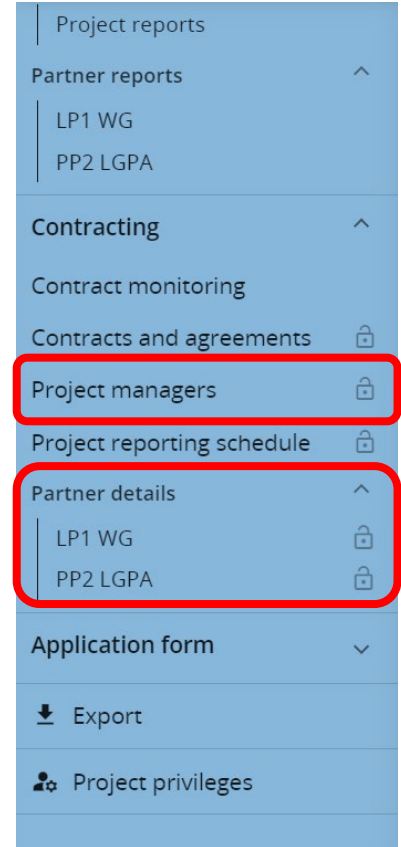 Project reports
Partner reports
LP1 WG
PP2 LGPA
Contracting
Contract monitoring
Contracts and agreements
Project managers
Project reporting schedule
Partner details
LP1 WG
PP2 LGPA
Application form
Export
Project privileges